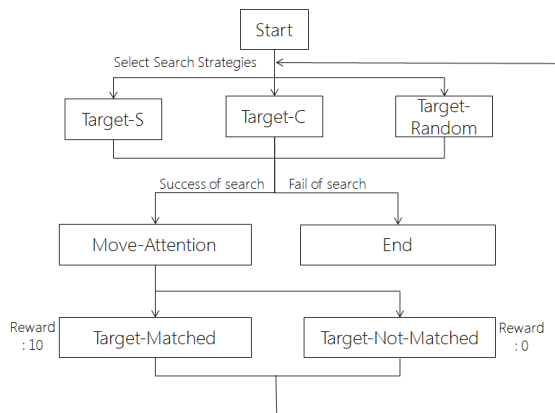 Start
Select Search Strategies
Target-S
Target-C
Target-
Random
Success of search
Fail of search
Move-Attention
End
Reward
: 10
Target-Matched
Target-Not-Matched
Reward
: 0